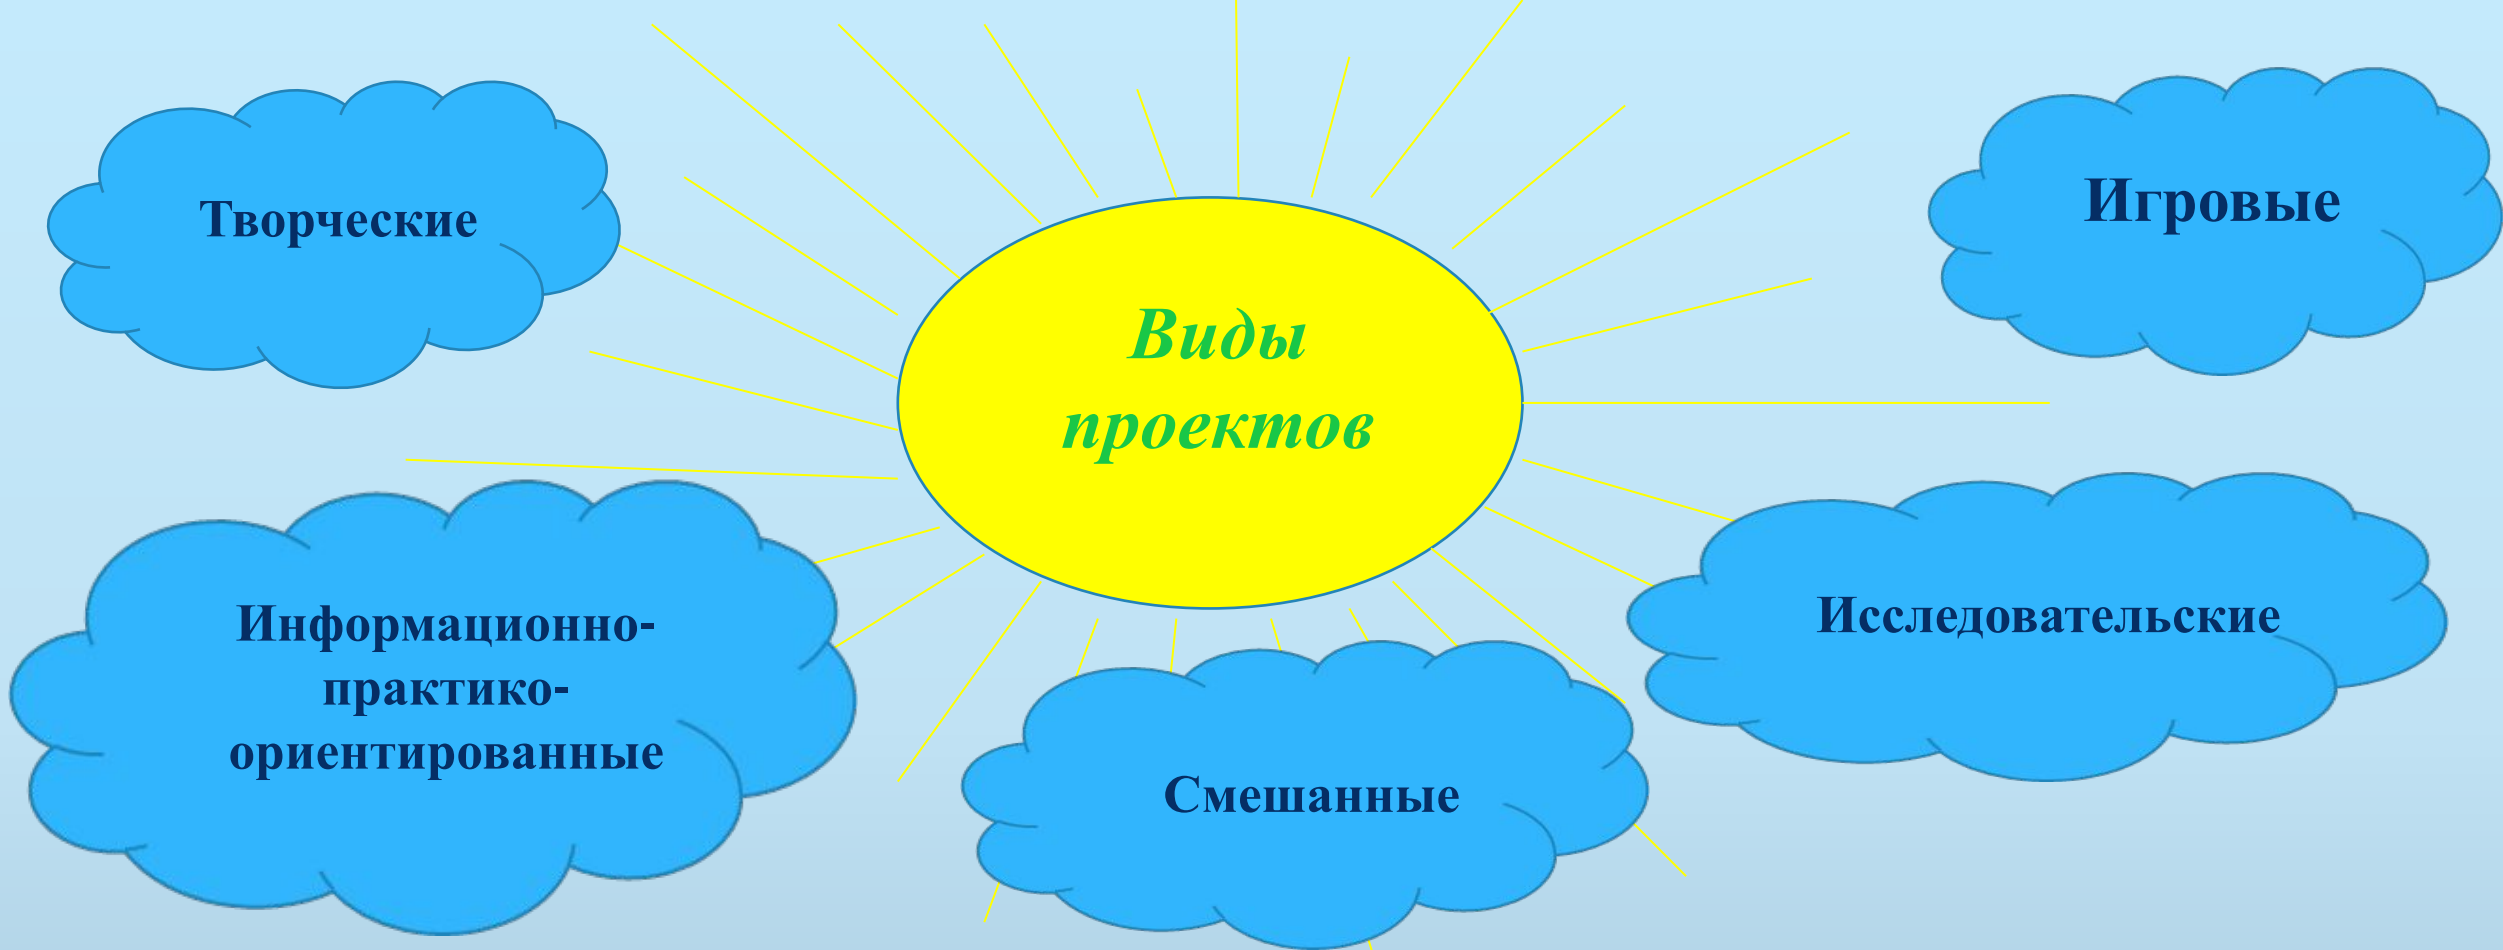 Творческие
Игровые
Виды
проектов
Информационно-
практико-
ориентированные
Исследовательские
Смешанные